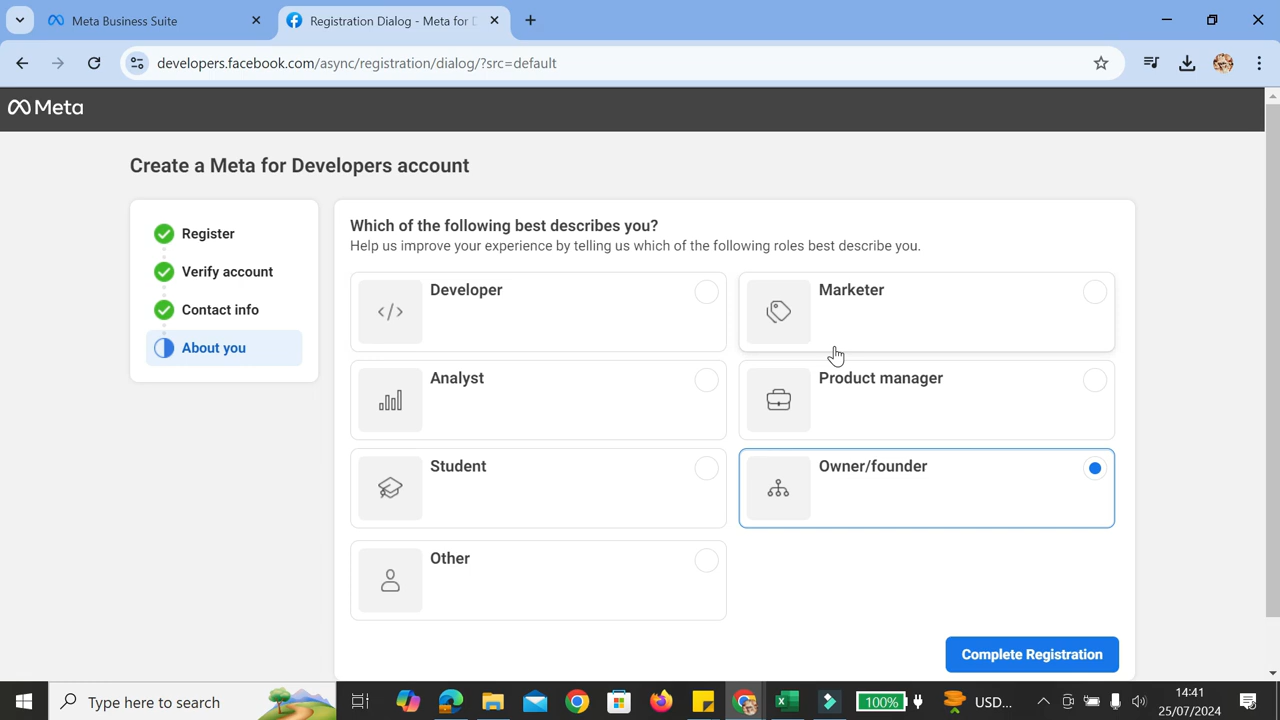 Meta Business Suite
Registration Dialog - Meta for D
developers.facebook.com/async/registration/dialog/?src=default
Meta
Create a Meta for Developers account
Register
Verify account
Contact info
About you
Which of the following best describes you?
Help us improve your experience by telling us which of the following roles best describe you.
Developer
Marketer
</>
Analyst
Product manager
Student
Owner/founder
Other
Complete Registration
Type here to search
100%
USD...
14:41
25/07/2024